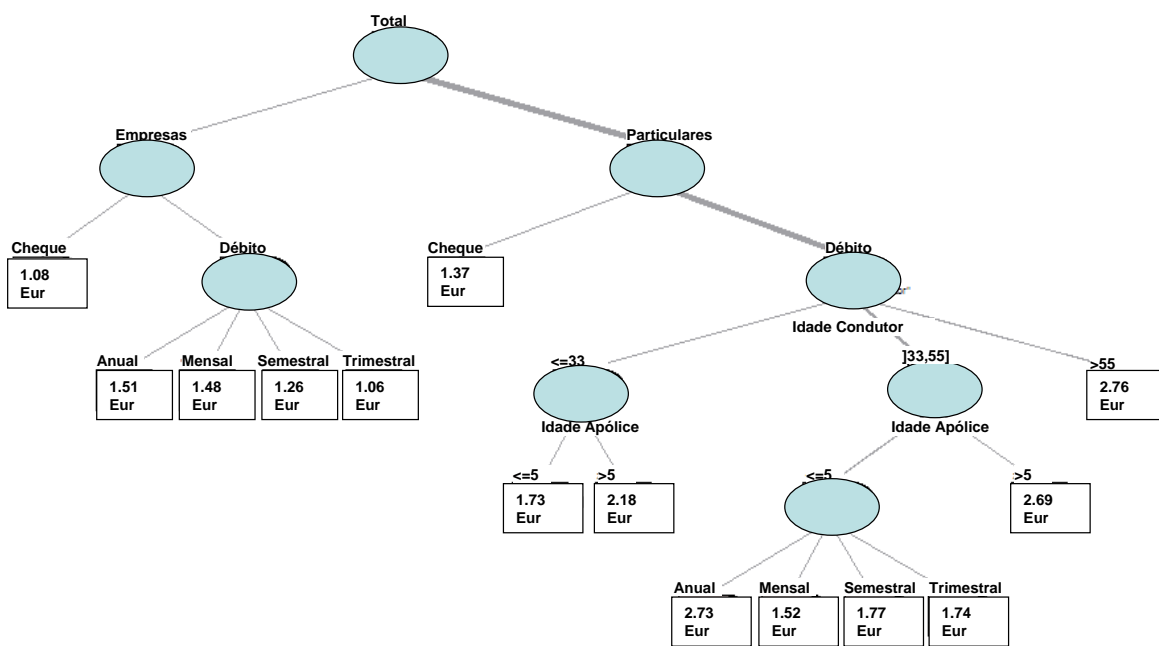 Total
Empresas
Particulares
Cheque
1.08
Eur
Débito
Cheque
1.37
Eur
Débito
Idade Condutor
Anual
1.51
Eur
Mensal
1.48
Eur
Semestral
1.26
Eur
Trimestral
1.06
Eur
<=33
Idade Apólice
]33,55]
Idade Apólice
>55
2.76
Eur
<=5
1.73
Eur
>5
2.18
Eur
<=5
>5
2.69
Eur
Anual
2.73
Eur
Mensal
1.52
Eur
Semestral
1.77
Eur
Trimestral
1.74
Eur